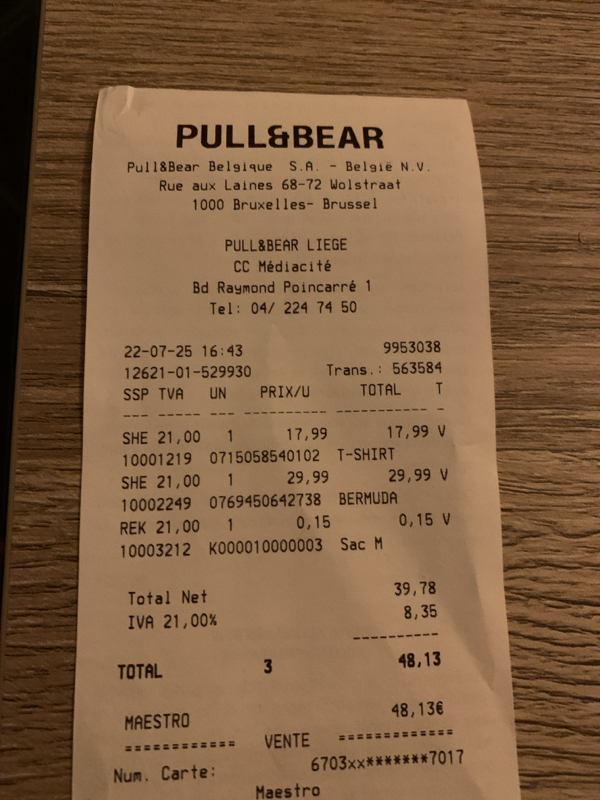 PULL&BEAR
Pull&Bear Belgique S.A. - België N.V.
Rue aux Laines 68-72 Wolstraat
1000 Bruxelles- Brussel
PULL&BEAR LIEGE
CC Médiacité
Bd Raymond Poincarré 1
Tel: 04/ 224 74 50
22-07-25 16:43 9953038
12621-01-529930 Trans.: 563584
SSP TVA UN PRIX/U TOTAL T
--- ----- --- ---------- ---------- -
SHE 21,00 1 17,99 17,99 V
10001219 0715058540102 T-SHIRT
SHE 21,00 1 29,99 29,99 V
10002249 0769450642738 BERMUDA
REK 21,00 1 0,15 0,15 V
10003212 K000010000003 Sac M
Total Net 39,78
IVA 21,00% 8,35
----------
TOTAL 3 48,13
MAESTRO 48,13€
============ VENTE ============
Num. Carte: 6703xx*******7017
Maestro